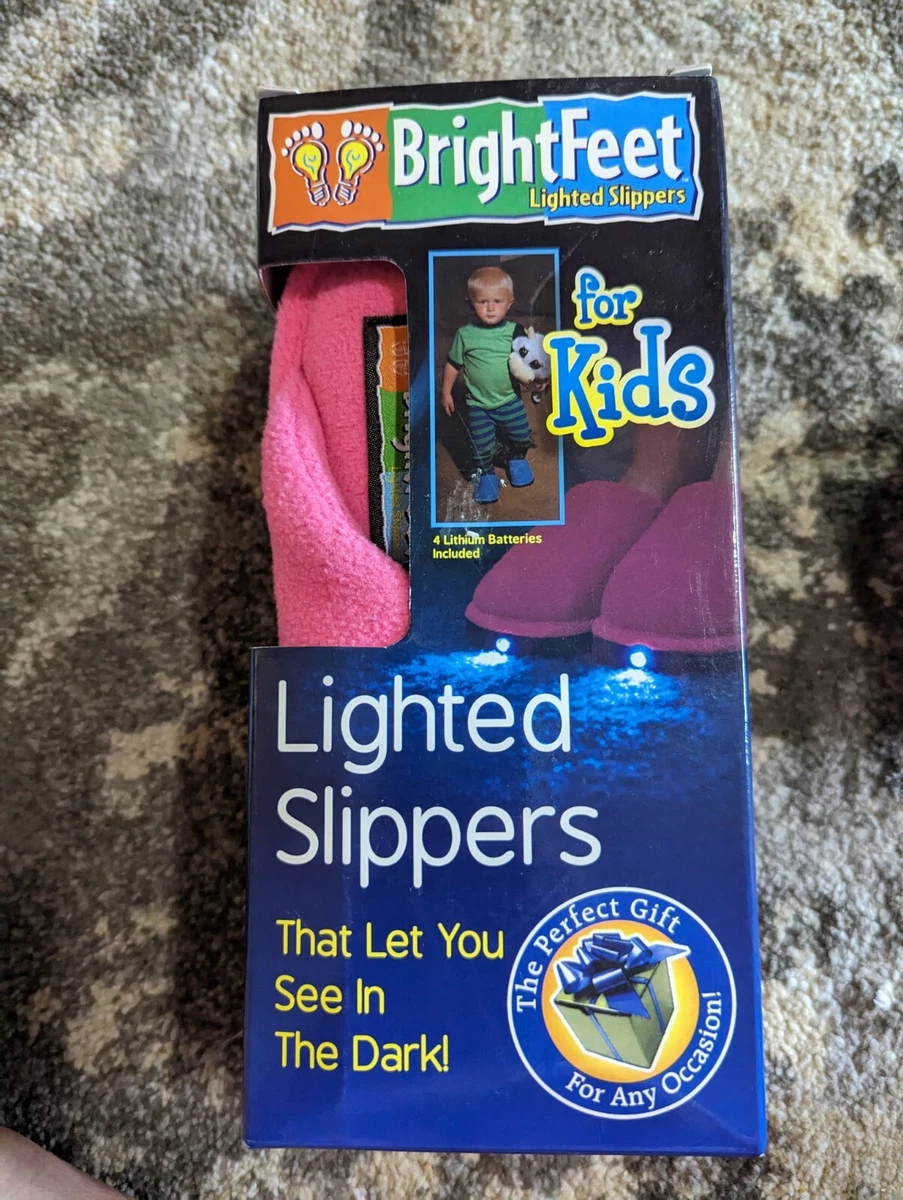 BrightFeet
Lighted Slippers
for
Kids
4 Lithium Batteries
Included
Lighted
Slippers
That Let You
See In
The Dark!
The Perfect Gift
For Any Occasion!